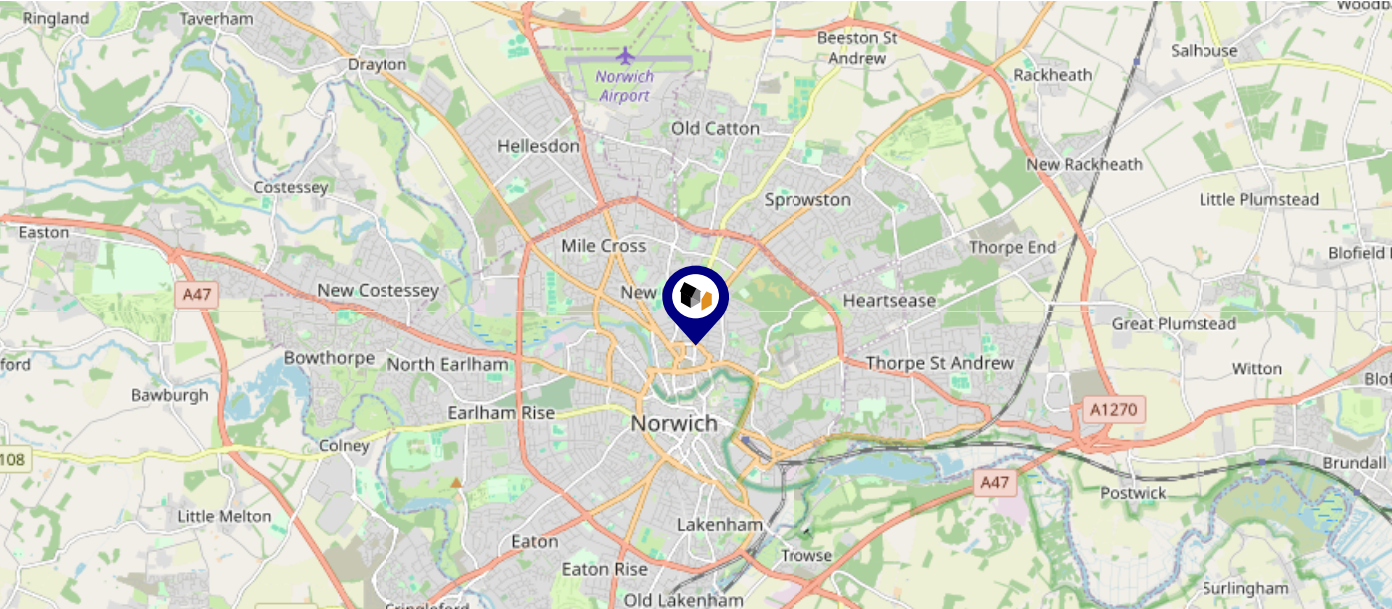 Ringland
Taverham
Drayton
Norwich
Airport
Beeston St
Andrew
Salhouse
Rackheath
Old Catton
Hellesdon
New Rackheath
Costessey
Sprowston
Little Plumstead
Easton
Mile Cross
Thorpe End
Blofield
A47
New Costessey
New
Heartsease
Great Plumstead
Bowthorpe
North Earlham
Thorpe St Andrew
ford
Witton
Bawburgh
Earlham Rise
Norwich
A1270
Colney
108
Brundall
A47
Postwick
Little Melton
Lakenham
Eaton
Trowse
Eaton Rise
Surlingham
Old Lakenham